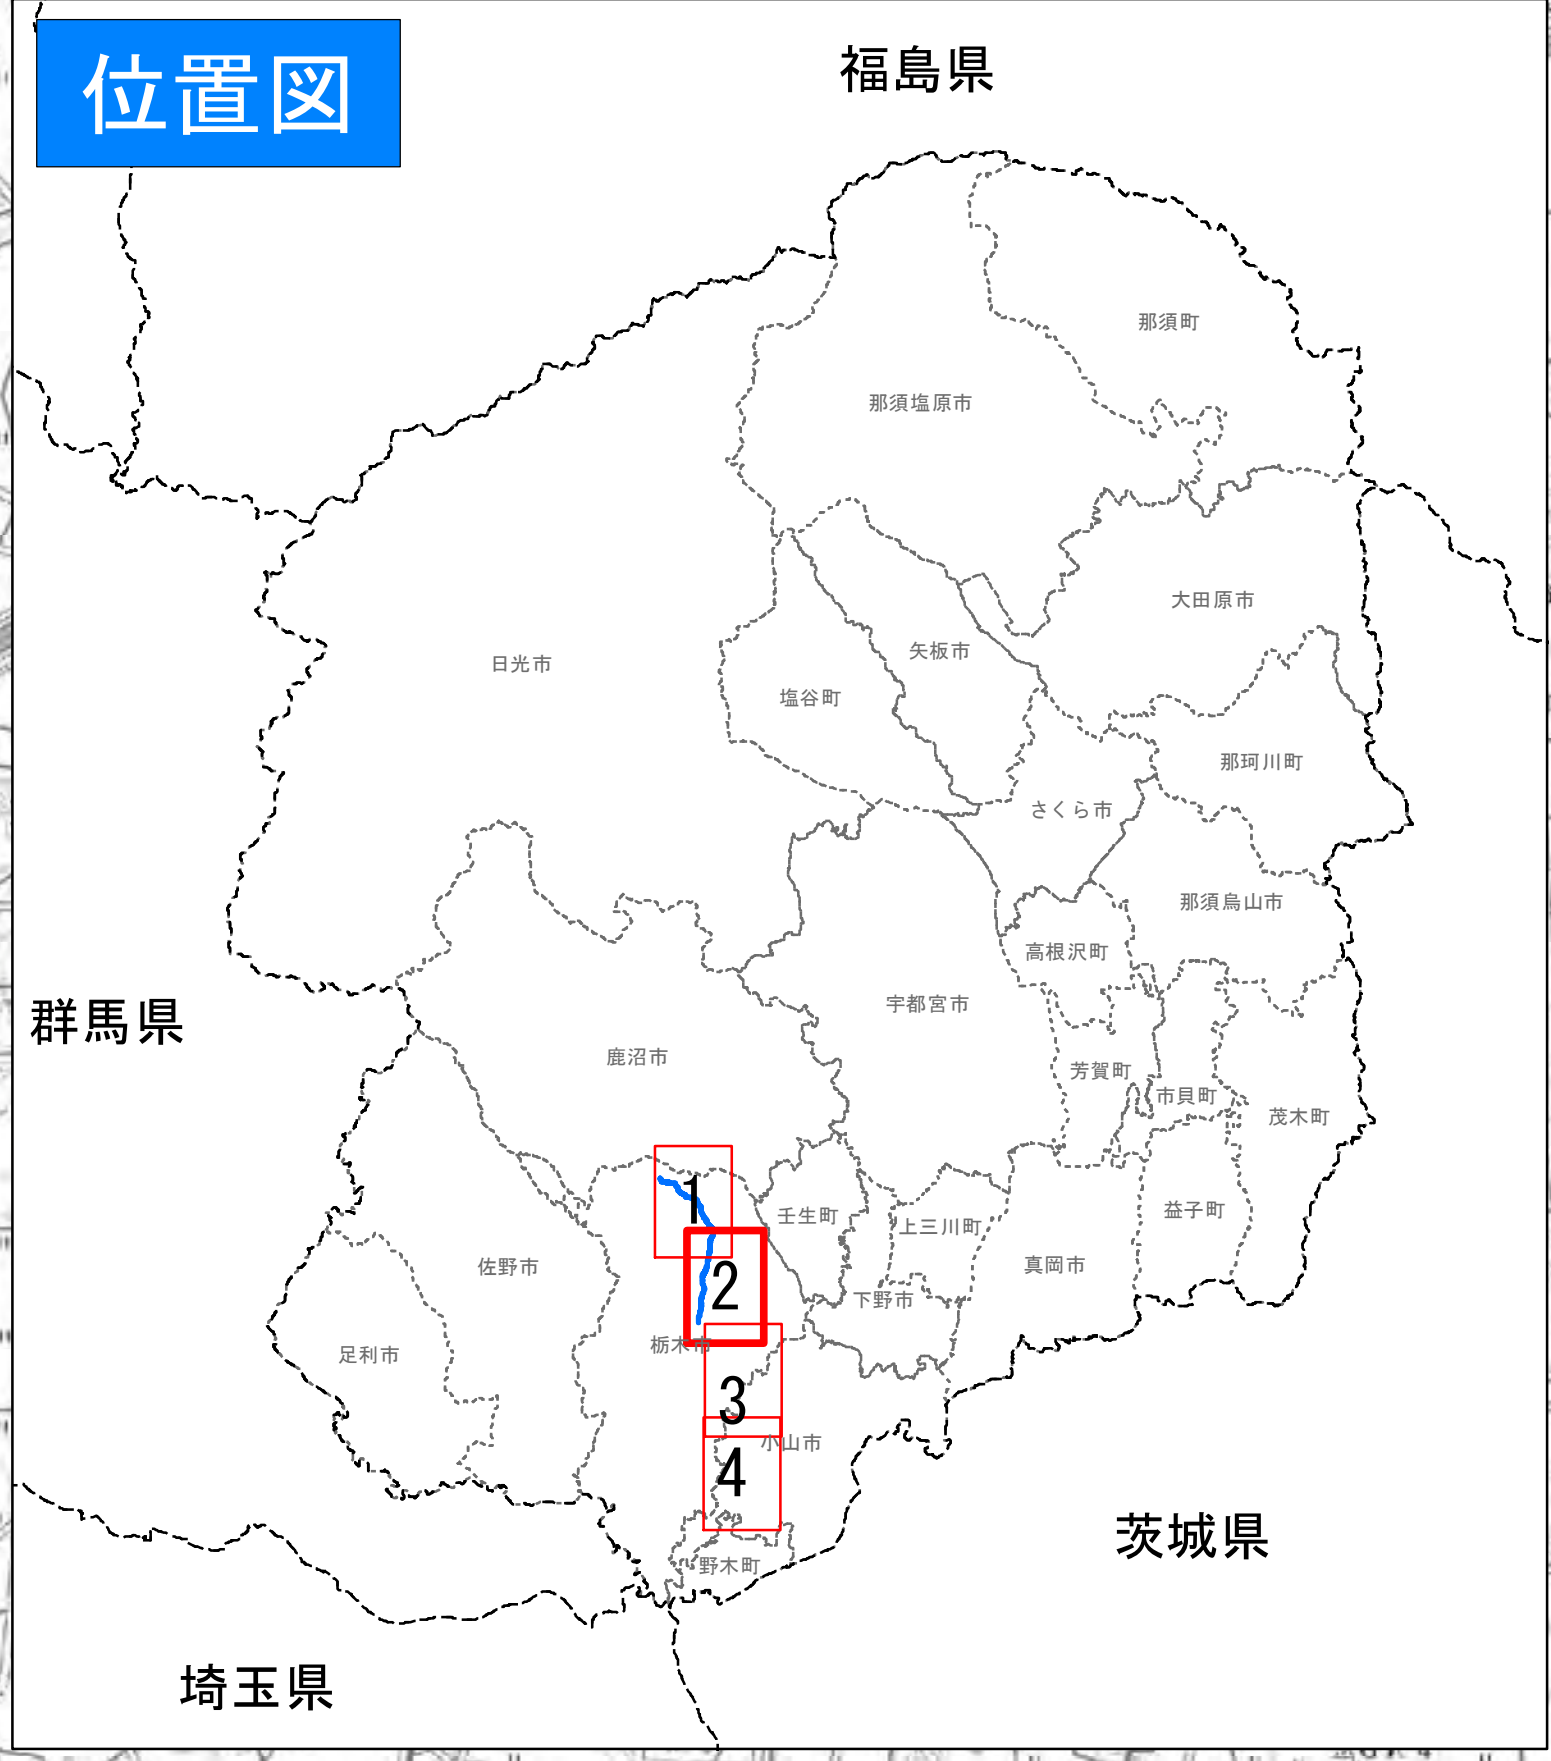 位置図
福島県
那須町
那須塩原市
大田原市
矢板市
日光市
塩谷町
那珂川町
さくら市
那須烏山市
高根沢町
宇都宮市
群馬県
鹿沼市
芳賀町
市貝町
茂木町
1
壬生町
益子町
上三川町
佐野市
真岡市
2
下野市
栃木市
足利市
3
小山市
4
茨城県
野木町
埼玉県